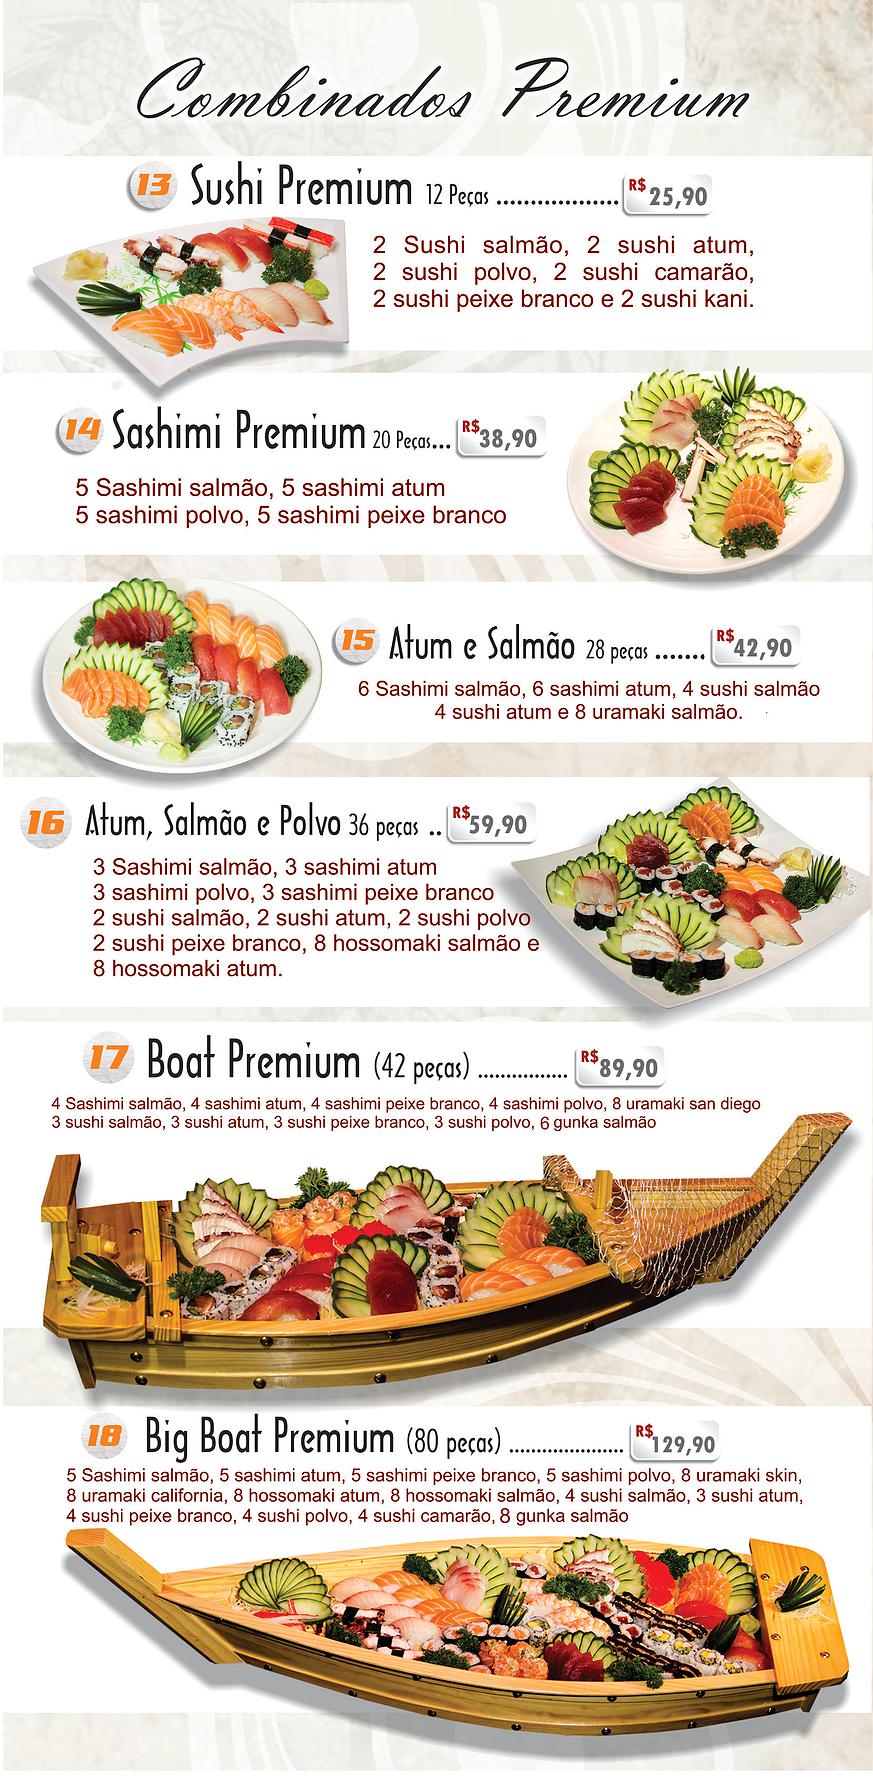 Combinados Premium
13 Sushi Premium 12 Peças ................... R$ 25,90
2 Sushi salmão, 2 sushi atum,
2 sushi polvo, 2 sushi camarão,
2 sushi peixe branco e 2 sushi kani.
14 Sashimi Premium 20 Peças... R$ 38,90
5 Sashimi salmão, 5 sashimi atum
5 sashimi polvo, 5 sashimi peixe branco
15 Atum e Salmão 28 peças ....... R$ 42,90
6 Sashimi salmão, 6 sashimi atum, 4 sushi salmão
4 sushi atum e 8 uramaki salmão.
16 Atum, Salmão e Polvo 36 peças .. R$ 59,90
3 Sashimi salmão, 3 sashimi atum
3 sashimi polvo, 3 sashimi peixe branco
2 sushi salmão, 2 sushi atum, 2 sushi polvo
2 sushi peixe branco, 8 hossomaki salmão e
8 hossomaki atum.
17 Boat Premium (42 peças) ................ R$ 89,90
4 Sashimi salmão, 4 sashimi atum, 4 sashimi peixe branco, 4 sashimi polvo, 8 uramaki san diego
3 sushi salmão, 3 sushi atum, 3 sushi peixe branco, 3 sushi polvo, 6 gunka salmão
18 Big Boat Premium (80 peças) ..................... R$ 129,90
5 Sashimi salmão, 5 sashimi atum, 5 sashimi peixe branco, 5 sashimi polvo, 8 uramaki skin,
8 uramaki california, 8 hossomaki atum, 8 hossomaki salmão, 4 sushi salmão, 3 sushi atum,
4 sushi peixe branco, 4 sushi polvo, 4 sushi camarão, 8 gunka salmão